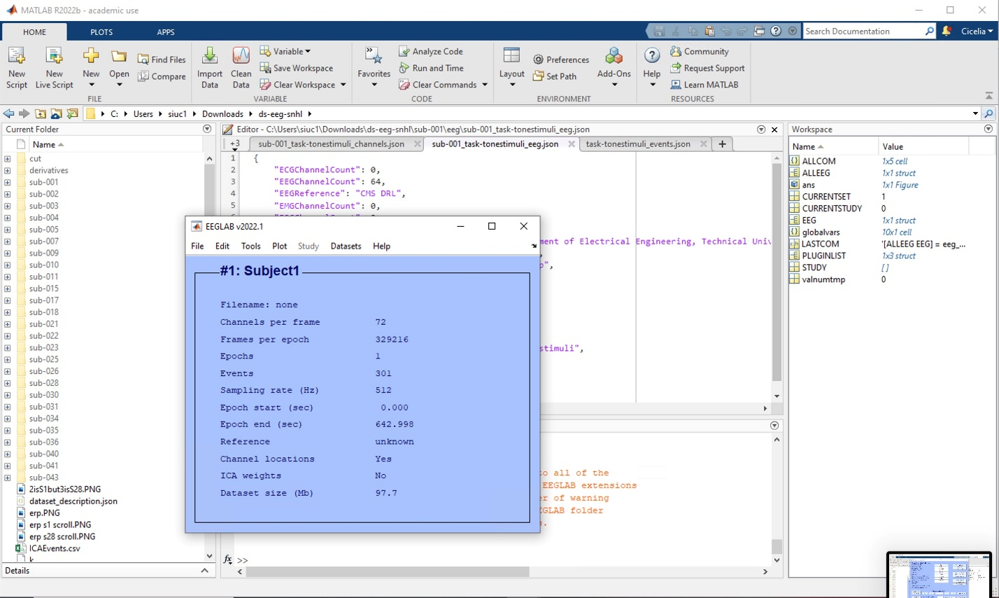 MATLAB R2022b - academic use
HOME PLOTS APPS
Search Documentation
Cicelia
New Script
New Live Script
New
Open
Find Files
Compare
FILE
Import Data
Clean Data
Variable
Save Workspace
Clear Workspace
VARIABLE
Favorites
Analyze Code
Run and Time
Clear Commands
CODE
Layout
Preferences
Set Path
Add-Ons
ENVIRONMENT
Help
Community
Request Support
Learn MATLAB
RESOURCES
C: Users siuc1 Downloads ds-eeg-snhl
Current Folder
Name
cut
derivatives
sub-001
sub-002
sub-003
sub-004
sub-005
sub-007
sub-009
sub-010
sub-011
sub-015
sub-017
sub-018
sub-021
sub-022
sub-023
sub-025
sub-026
sub-028
sub-030
sub-031
sub-034
sub-035
sub-036
sub-040
sub-041
sub-043
2isS1but3isS28.PNG
dataset_description.json
erp.PNG
erp s1 scroll.PNG
erp s28 scroll.PNG
ICAEvents.csv
Details
Editor - C:\Users\siuc1\Downloads\ds-eeg-snhl\sub-001\eeg\sub-001_task-tonestimuli_eeg.json
+3 sub-001_task-tonestimuli_channels.json sub-001_task-tonestimuli_eeg.json task-tonestimuli_events.json
1 {
2 "ECGChannelCount": 0,
3 "EEGChannelCount": 64,
4 "EEGReference": "CMS DRL",
5 "EMGChannelCount": 0,
ment of Electrical Engineering, Technical Univ
p",
stimuli",
EEGLAB v2022.1
File Edit Tools Plot Study Datasets Help
#1: Subject1
Filename: none
Channels per frame 72
Frames per epoch 329216
Epochs 1
Events 301
Sampling rate (Hz) 512
Epoch start (sec) 0.000
Epoch end (sec) 642.998
Reference unknown
Channel locations Yes
ICA weights No
Dataset size (Mb) 97.7
to all of the
EEGLAB extensions
er of warning
EGLAB folder
s.
fx >>
Workspace
Name Value
ALLCOM 1x5 cell
ALLEEG 1x1 struct
ans 1x1 Figure
CURRENTSET 1
CURRENTSTUDY 0
EEG 1x1 struct
globalvars 10x1 cell
LASTCOM '[ALLEEG EEG] = eeg_...
PLUGINLIST 1x3 struct
STUDY []
valnumtmp 0